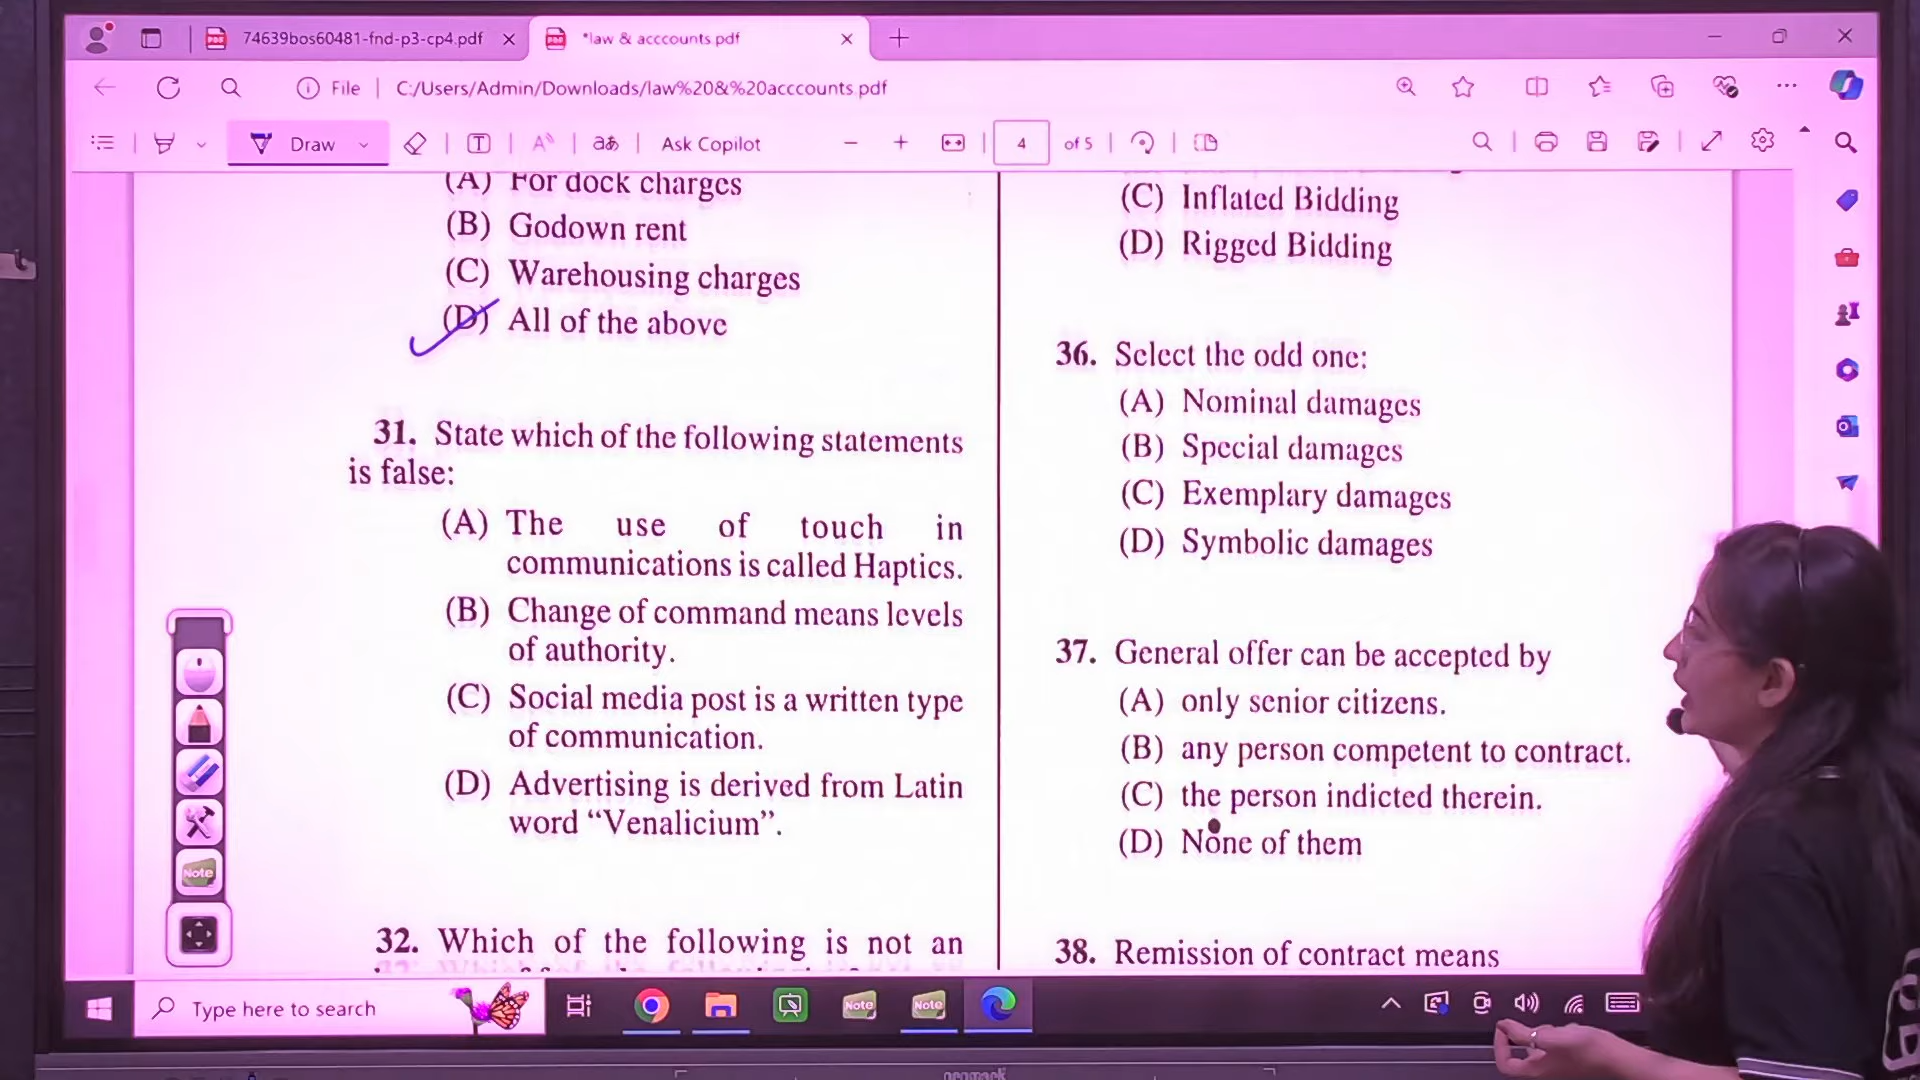 74639bos60481-fnd-p3-cp4.pdf
*law & acccounts.pdf
File
C:/Users/Admin/Downloads/law%20&%20acccounts.pdf
Draw
Ask Copilot
4 of 5
(A) For dock charges
(B) Godown rent
(C) Warehousing charges
(D) All of the above
31. State which of the following statements
is false:
(A) The use of touch in
communications is called Haptics.
(B) Change of command means levels
of authority.
(C) Social media post is a written type
of communication.
(D) Advertising is derived from Latin
word “Venalicium”.
32. Which of the following is not an
(C) Inflated Bidding
(D) Rigged Bidding
36. Select the odd one:
(A) Nominal damages
(B) Special damages
(C) Exemplary damages
(D) Symbolic damages
37. General offer can be accepted by
(A) only senior citizens.
(B) any person competent to contract.
(C) the person indicted therein.
(D) None of them
38. Remission of contract means
Note
Type here to search
Note
Note